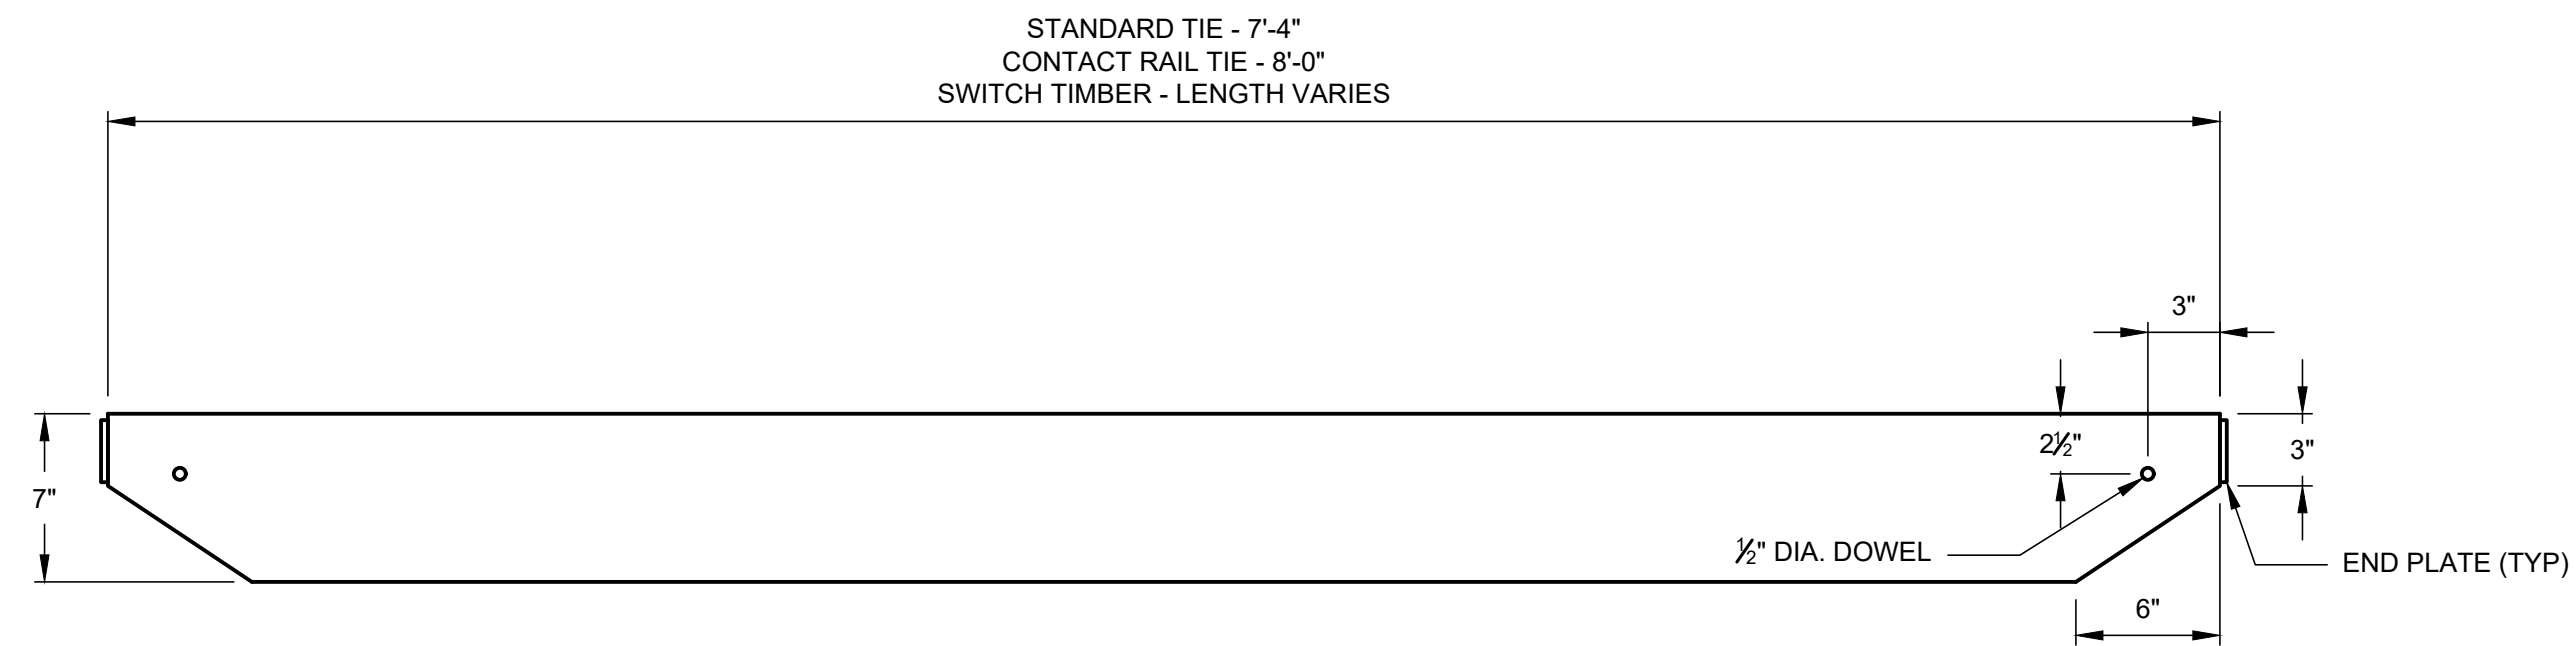 STANDARD TIE - 7'-4"
CONTACT RAIL TIE - 8'-0"
SWITCH TIMBER - LENGTH VARIES
3"
2½"
3"
7"
½" DIA. DOWEL
END PLATE (TYP)
6"